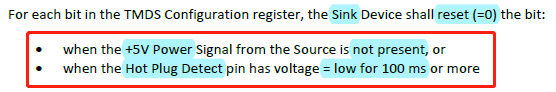 For each bit in the TMDS Configuration register, the Sink Device shall reset (=0) the bit:
• when the +5V Power Signal from the Source is not present, or
• when the Hot Plug Detect pin has voltage = low for 100 ms or more